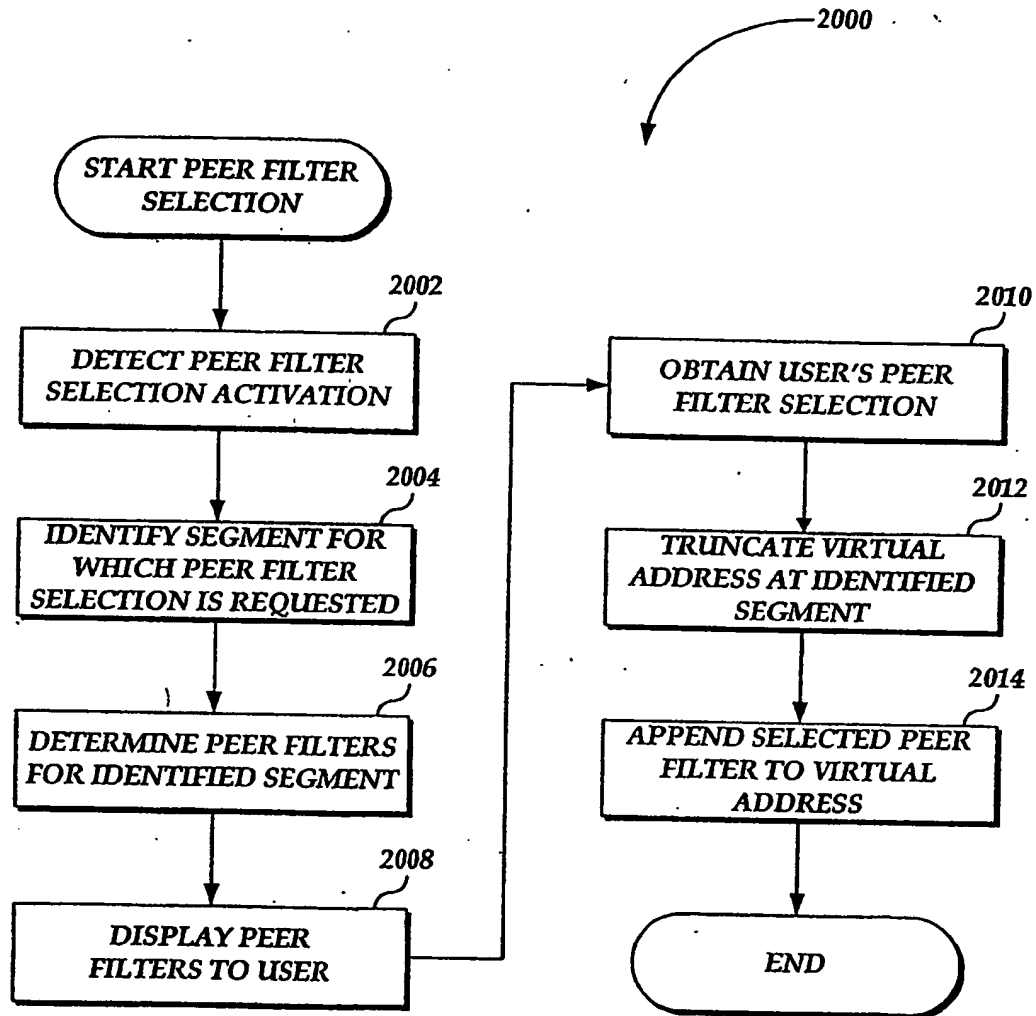 2000
START PEER FILTER
SELECTION
2002
DETECT PEER FILTER
SELECTION ACTIVATION
2004
IDENTIFY SEGMENT FOR
WHICH PEER FILTER
SELECTION IS REQUESTED
2006
DETERMINE PEER FILTERS
FOR IDENTIFIED SEGMENT
2008
DISPLAY PEER
FILTERS TO USER
2010
OBTAIN USER'S PEER
FILTER SELECTION
2012
TRUNCATE VIRTUAL
ADDRESS AT IDENTIFIED
SEGMENT
2014
APPEND SELECTED PEER
FILTER TO VIRTUAL
ADDRESS
END